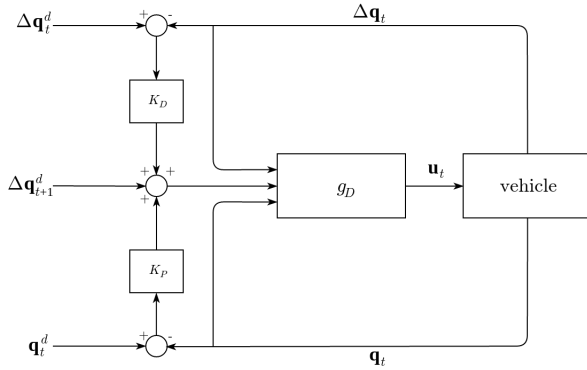 Δq_t^d + - Δq_t
K_D
Δq_{t+1}^d + + +
g_D u_t vehicle
K_P
q_t^d + - q_t